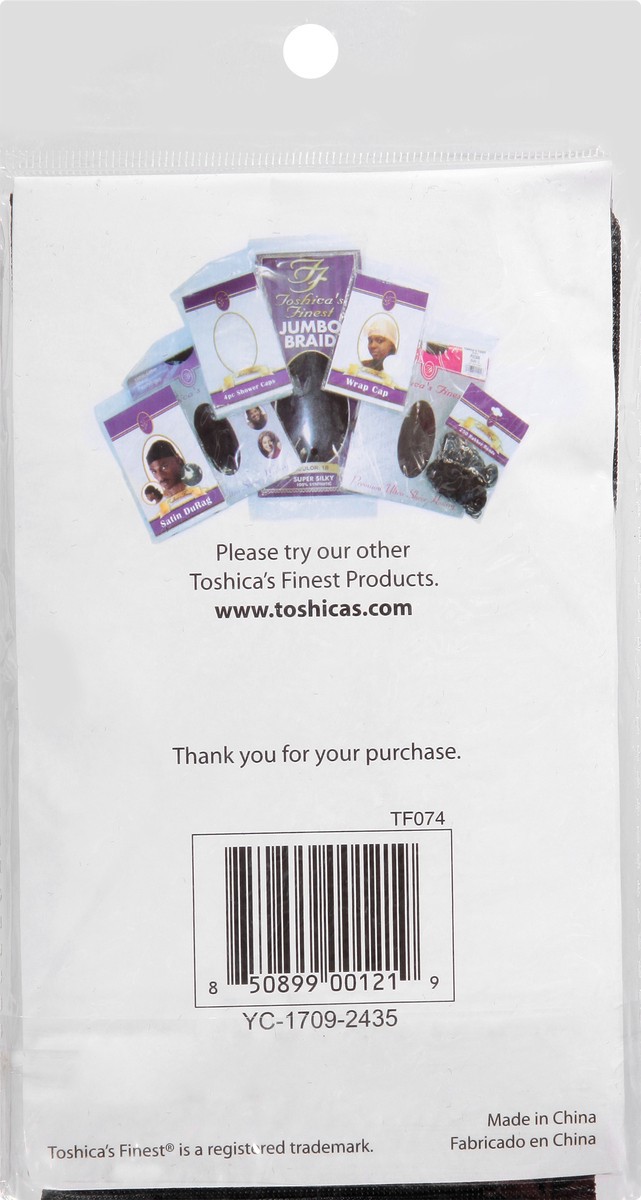 Toshica's
Finest
JUMBO
BRAID
4pc Shower Caps
Wrap Cap
Satin DuRag
SUPER SILKY
Please try our other
Toshica's Finest Products.
www.toshicas.com
Thank you for your purchase.
TF074
8 50899 00121 9
YC-1709-2435
Made in China
Toshica's Finest® is a registered trademark.
Fabricado en China